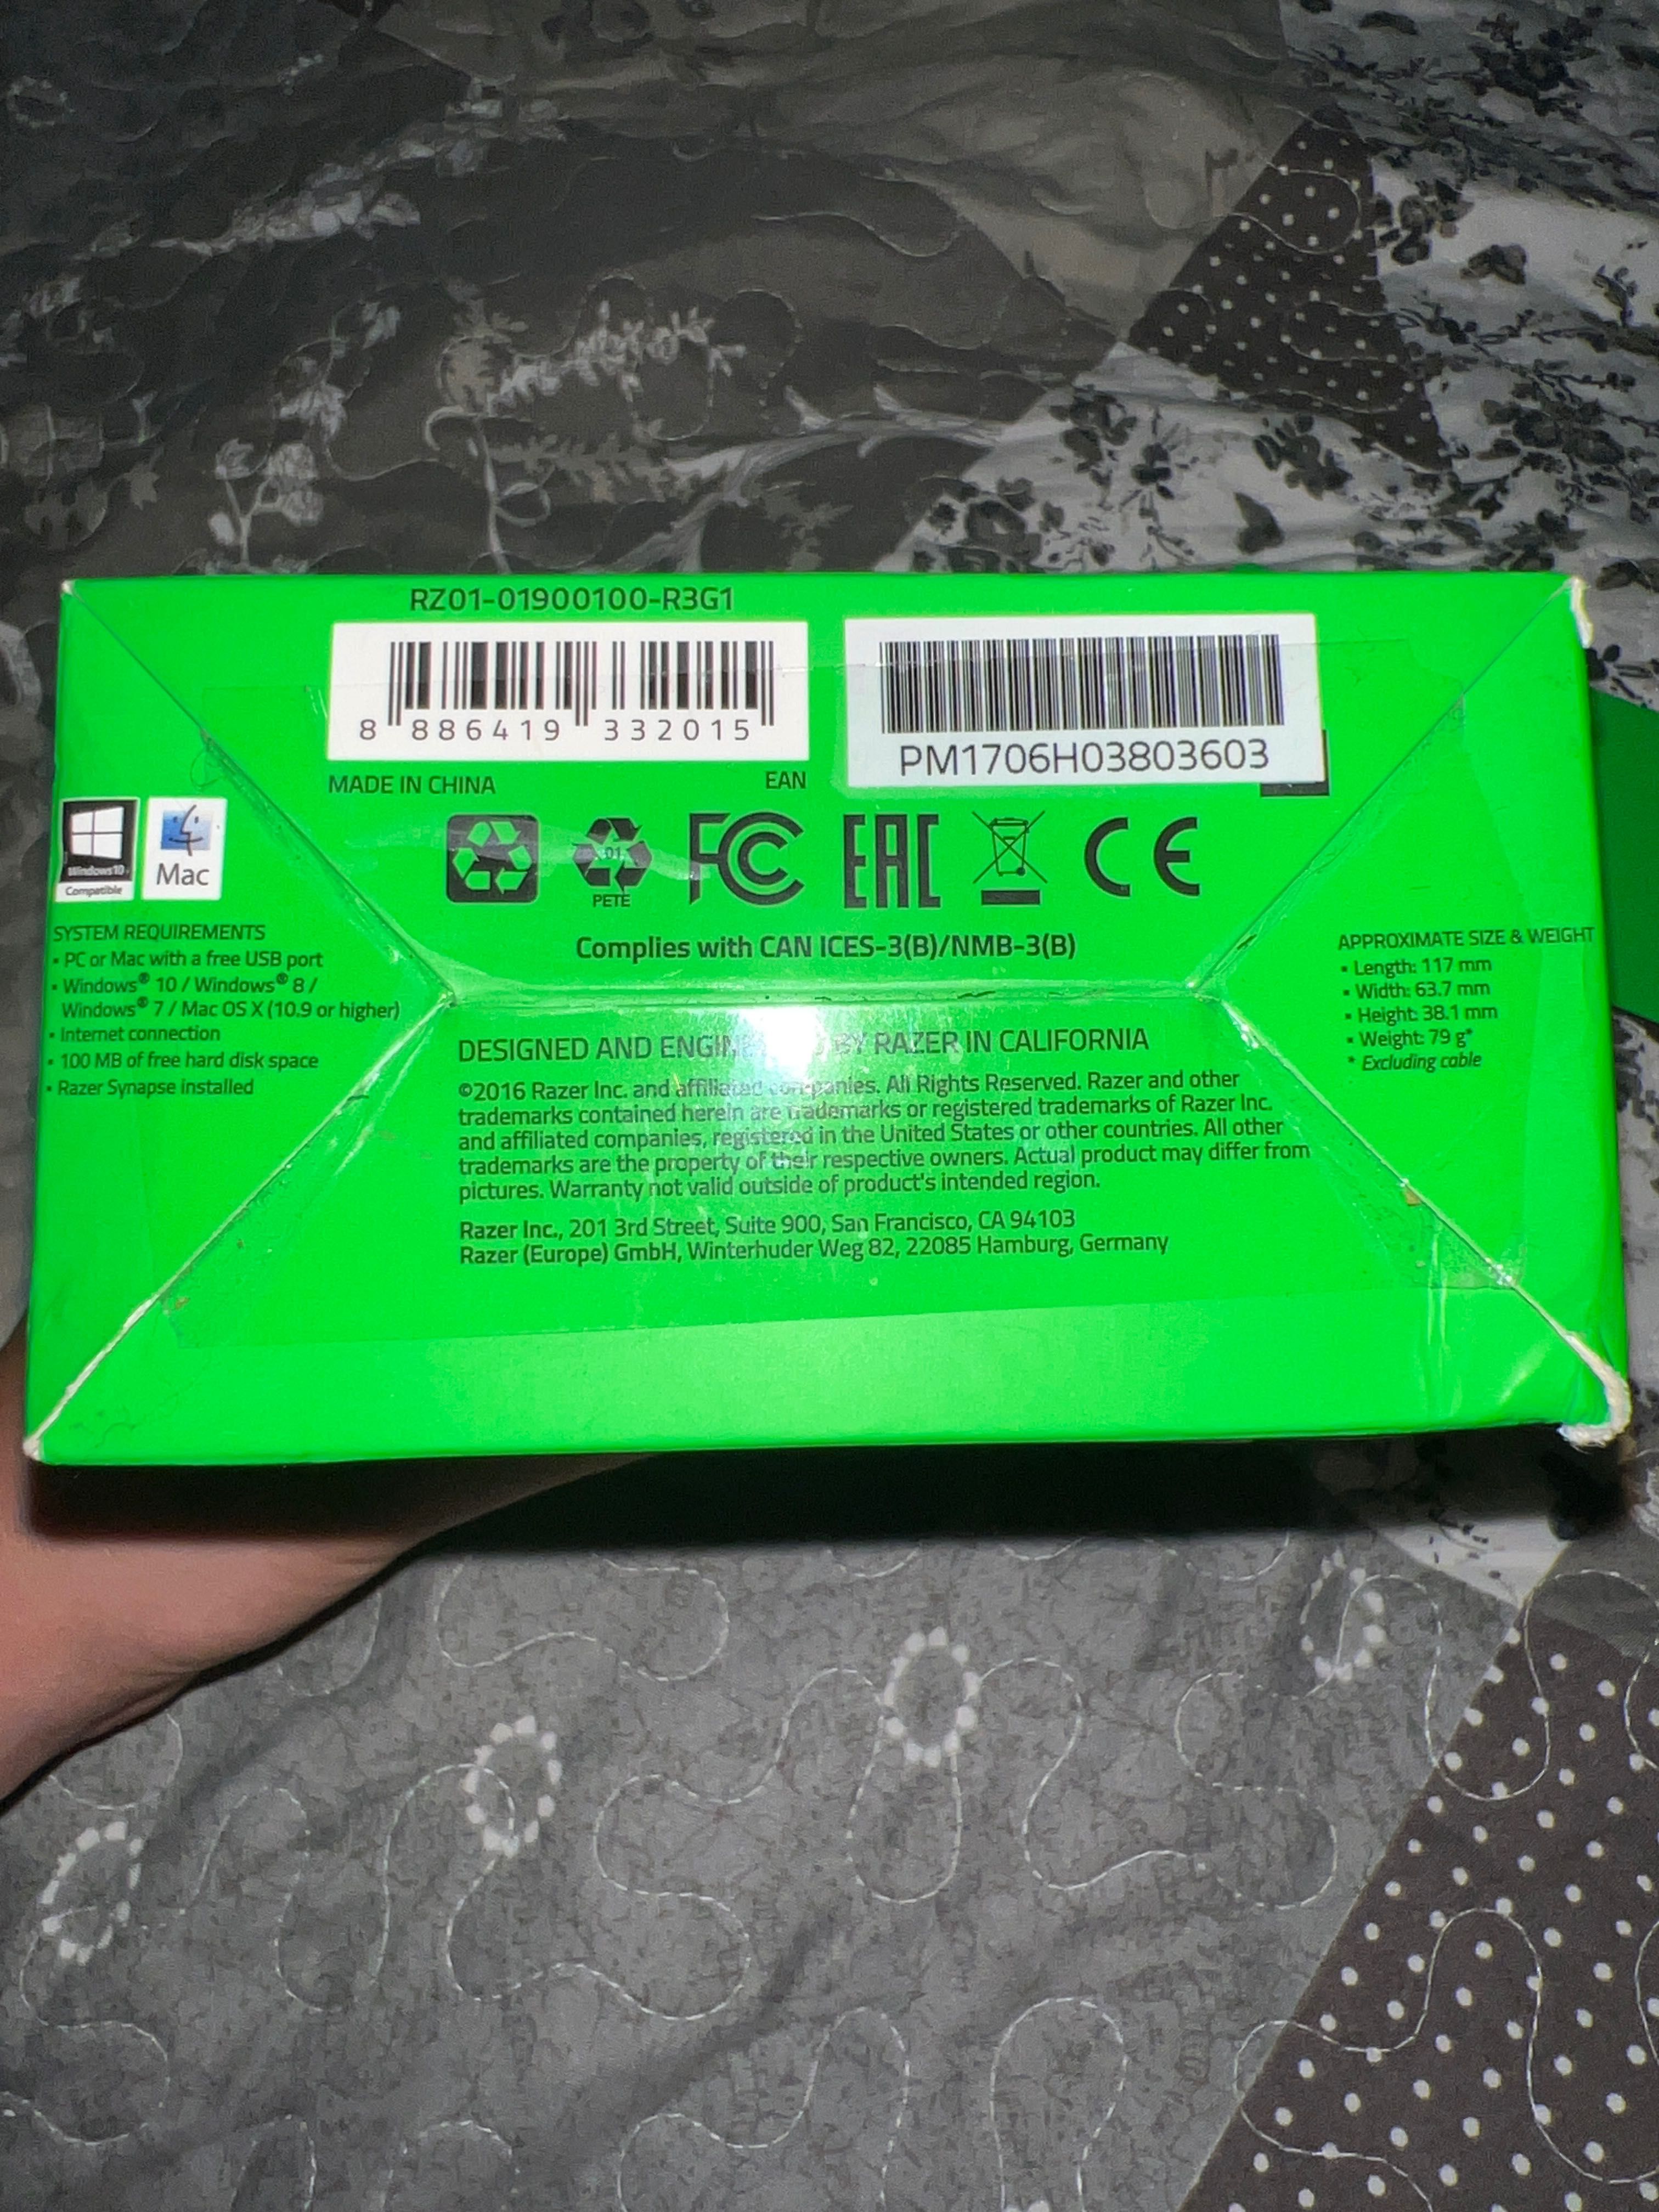 RZ01-01900100-R3G1
8 886419 332015
PM1706H03803603
MADE IN CHINA
EAN
Windows 10
Compatible
Mac
01
PETE
FC
EAC
CE
Complies with CAN ICES-3(B)/NMB-3(B)
SYSTEM REQUIREMENTS
• PC or Mac with a free USB port
• Windows® 10 / Windows® 8 /
Windows® 7 / Mac OS X (10.9 or higher)
• Internet connection
• 100 MB of free hard disk space
• Razer Synapse installed
APPROXIMATE SIZE & WEIGHT
• Length: 117 mm
• Width: 63.7 mm
• Height: 38.1 mm
• Weight: 79 g*
* Excluding cable
DESIGNED AND BY RAZER IN CALIFORNIA
©2016 Razer Inc. and affiliated companies. All Rights Reserved. Razer and other
trademarks contained herein are trademarks or registered trademarks of Razer Inc.
and affiliated companies, registered in the United States or other countries. All other
trademarks are the property of their respective owners. Actual product may differ from
pictures. Warranty not valid outside of product's intended region.
Razer Inc., 201 3rd Street, Suite 900, San Francisco, CA 94103
Razer (Europe) GmbH, Winterhuder Weg 82, 22085 Hamburg, Germany